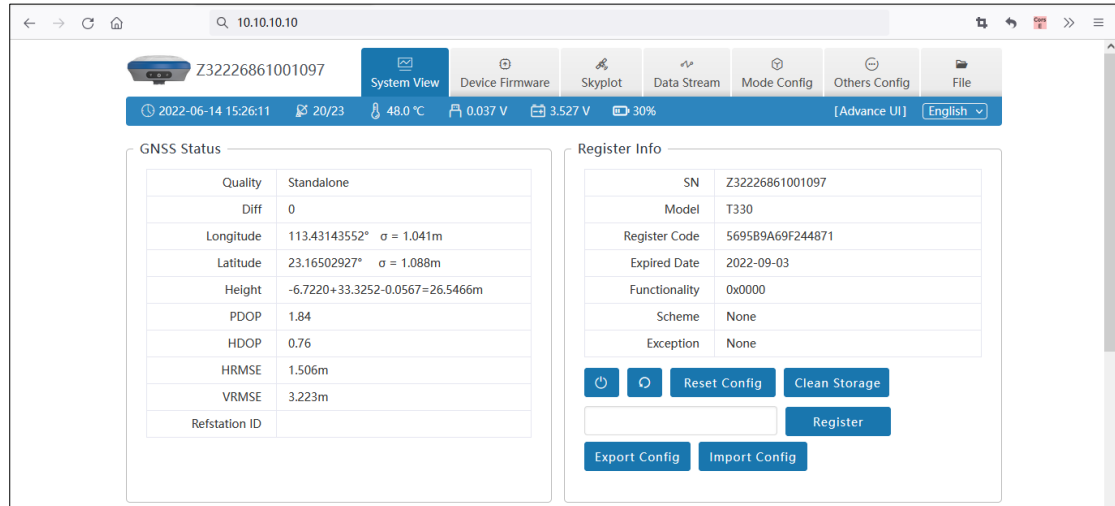 10.10.10.10
Com
E
Z32226861001097
System View
Device Firmware
Skyplot
Data Stream
Mode Config
Others Config
File
2022-06-14 15:26:11 20/23 48.0 ℃ 0.037 V 3.527 V 30% [Advance UI] English
GNSS Status
Quality Standalone
Diff 0
Longitude 113.43143552° σ = 1.041m
Latitude 23.16502927° σ = 1.088m
Height -6.7220+33.3252-0.0567=26.5466m
PDOP 1.84
HDOP 0.76
HRMSE 1.506m
VRMSE 3.223m
Refstation ID
Register Info
SN Z32226861001097
Model T330
Register Code 5695B9A69F244871
Expired Date 2022-09-03
Functionality 0x0000
Scheme None
Exception None
Reset Config Clean Storage
Register
Export Config Import Config